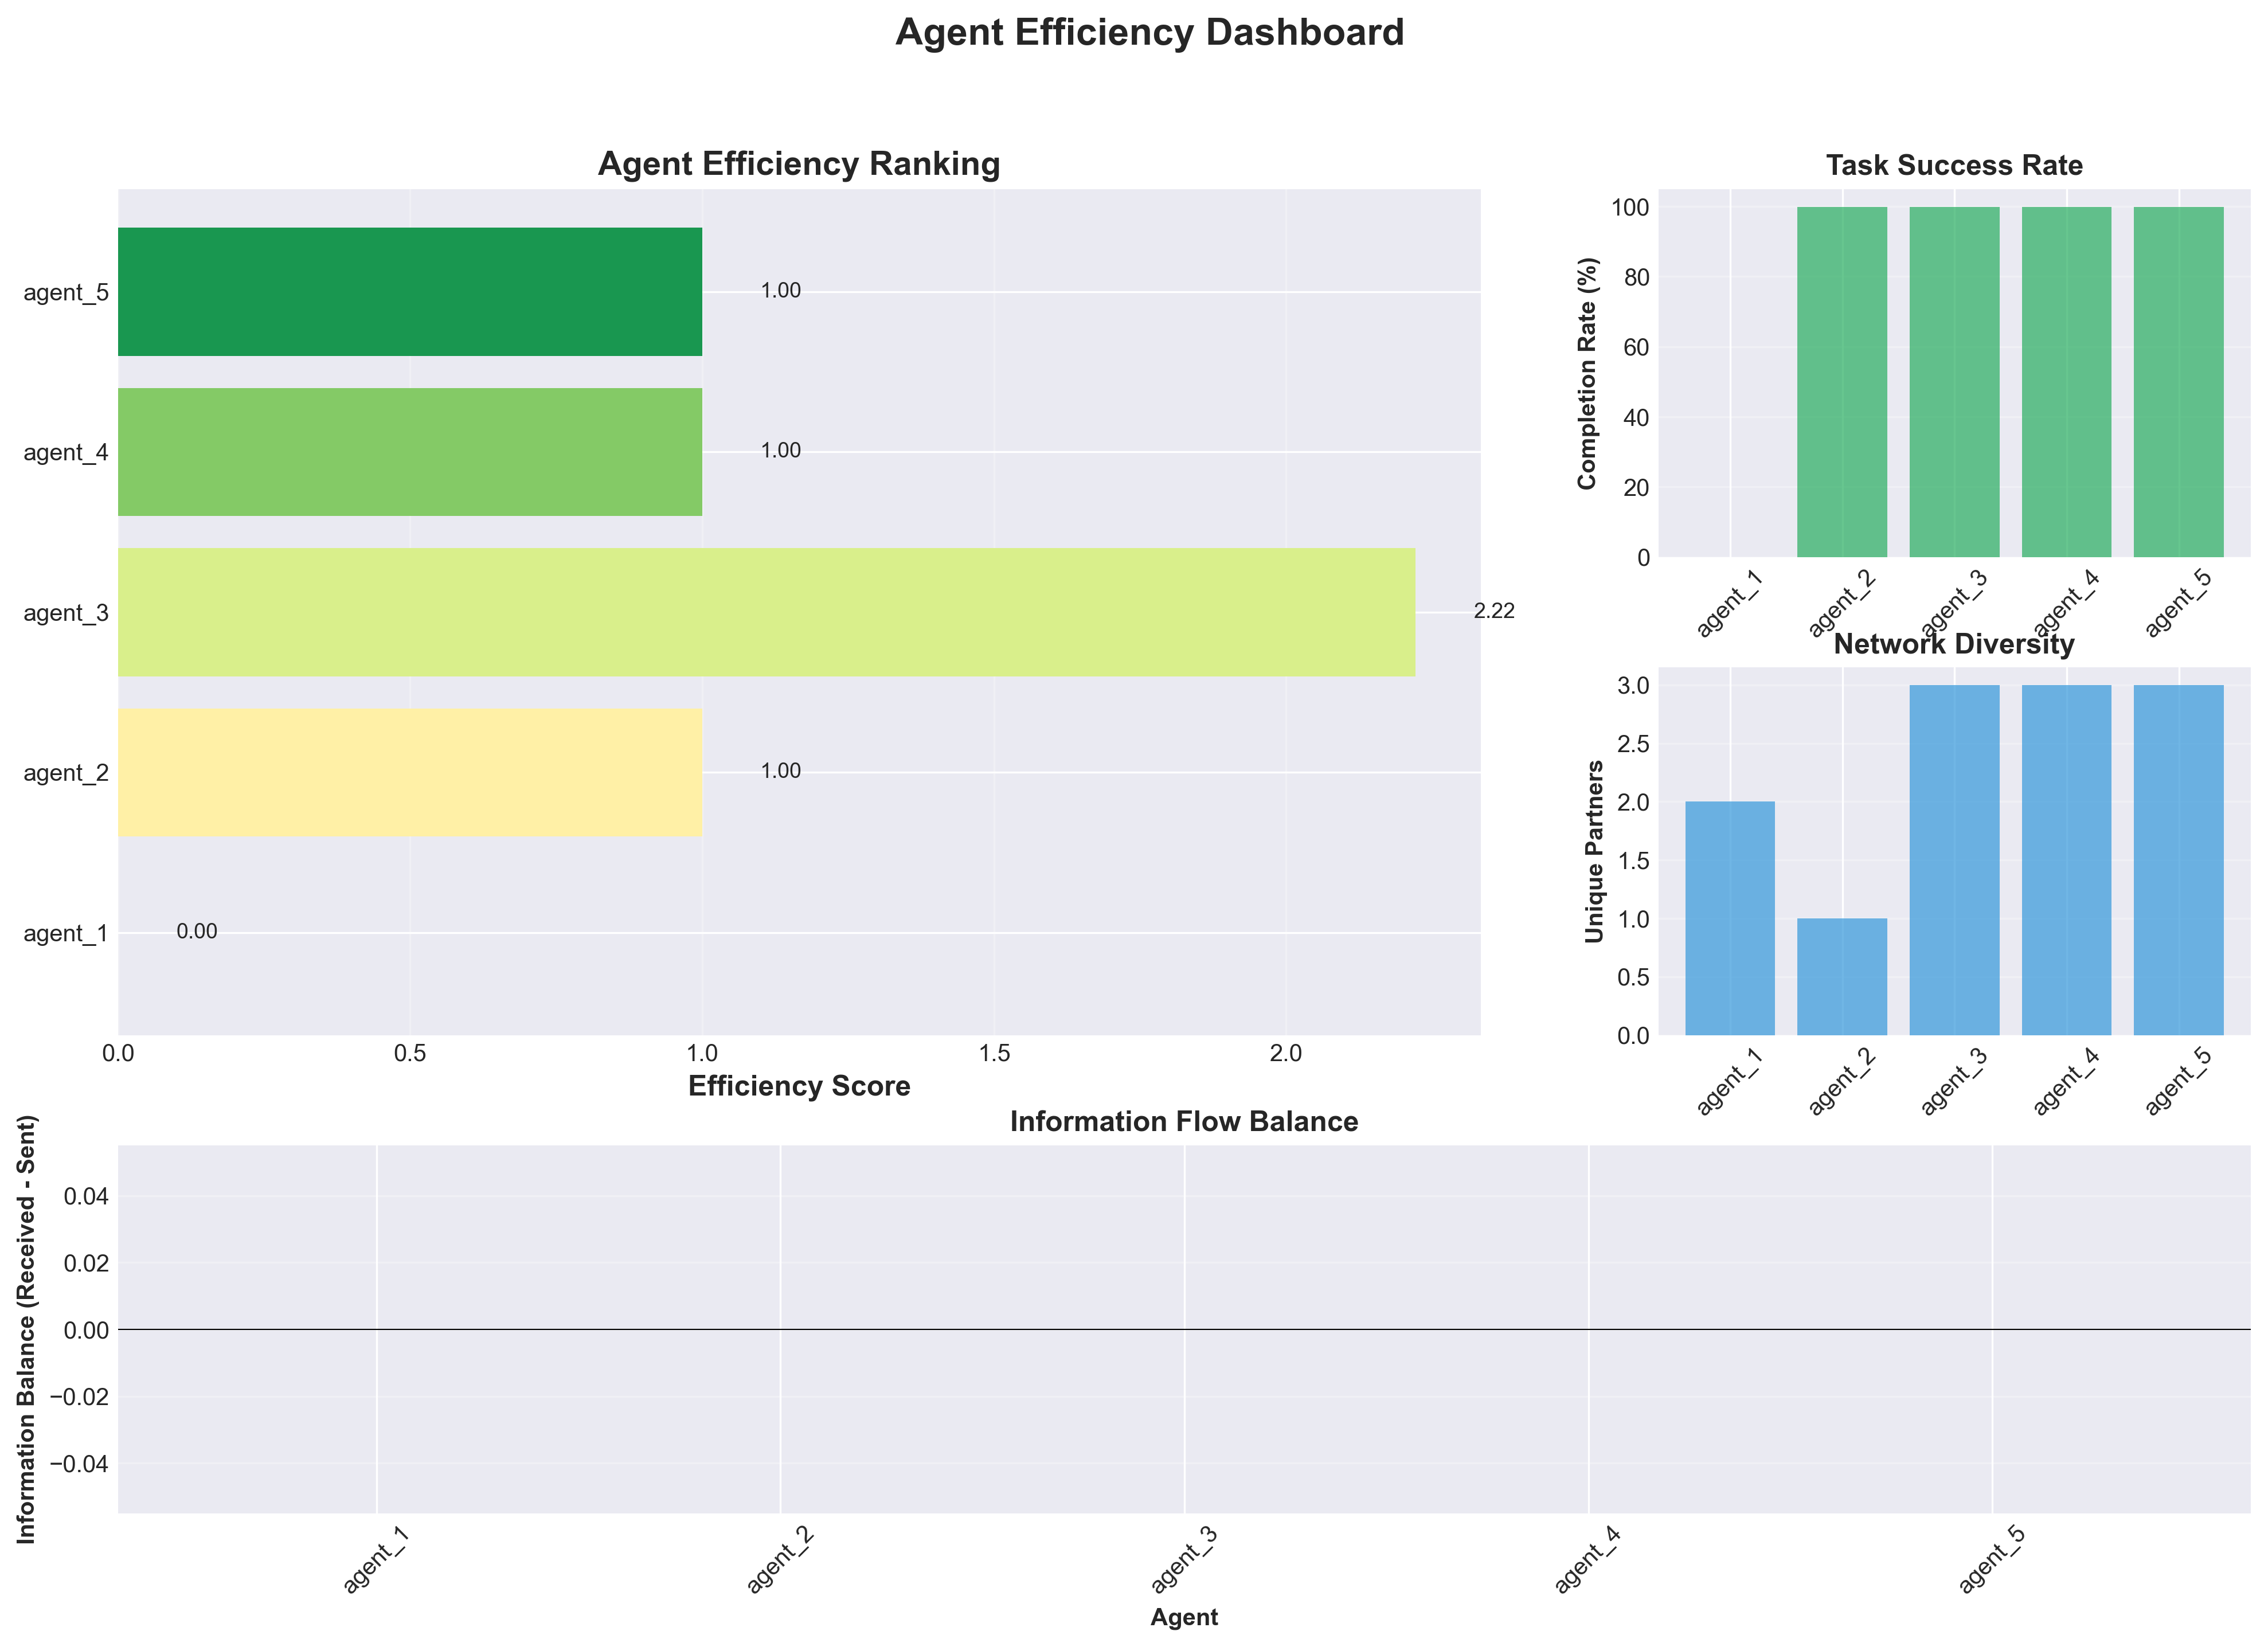 Agent Efficiency Dashboard
Agent Efficiency Ranking
agent_5
1.00
agent_4
1.00
agent_3
2.22
agent_2
1.00
agent_1
0.00
0.0 0.5 1.0 1.5 2.0
Efficiency Score
Task Success Rate
Completion Rate (%)
100
80
60
40
20
0
agent_1 agent_2 agent_3 agent_4 agent_5
Network Diversity
Unique Partners
3.0
2.5
2.0
1.5
1.0
0.5
0.0
agent_1 agent_2 agent_3 agent_4 agent_5
Information Flow Balance
Information Balance (Received - Sent)
0.04
0.02
0.00
−0.02
−0.04
agent_1 agent_2 agent_3 agent_4 agent_5
Agent